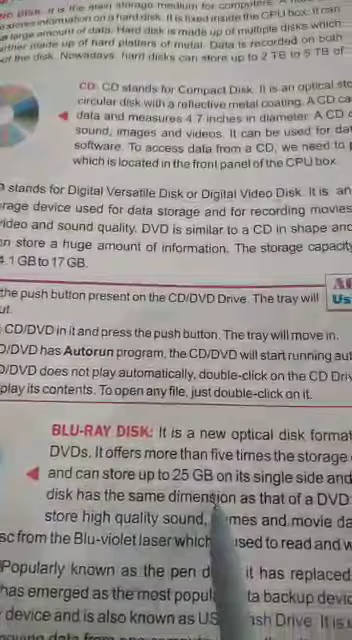 DISK: It is the main storage medium for computers. A
stores information on a hard disk. It is fixed inside the CPU box. It can
a large amount of data. Hard disk is made up of multiple disks which
rther made up of hard platters of metal. Data is recorded on both
of the disk. Nowadays, hard disks can store up to 2 TB to 5 TB of
CD: CD stands for Compact Disk. It is an optical sto
circular disk with a reflective metal coating. A CD ca
data and measures 4.7 inches in diameter. A CD c
sound, images and videos. It can be used for dat
software. To access data from a CD, we need to p
which is located in the front panel of the CPU box.
D stands for Digital Versatile Disk or Digital Video Disk. It is an
rage device used for data storage and for recording movies
video and sound quality. DVD is similar to a CD in shape and
an store a huge amount of information. The storage capacity
4.1 GB to 17 GB.
the push button present on the CD/DVD Drive. The tray will
ut.
Us
CD/DVD in it and press the push button. The tray will move in.
D/DVD has Autorun program, the CD/DVD will start running aut
D/DVD does not play automatically, double-click on the CD Driv
play its contents. To open any file, just double-click on it.
BLU-RAY DISK: It is a new optical disk format
DVDs. It offers more than five times the storage
and can store up to 25 GB on its single side and
disk has the same dimension as that of a DVD
store high quality sound, mes and movie da
sc from the Blu-violet laser which used to read and w
Popularly known as the pen d it has replaced
has emerged as the most popul ta backup devic
device and is also known as US sh Drive. It is